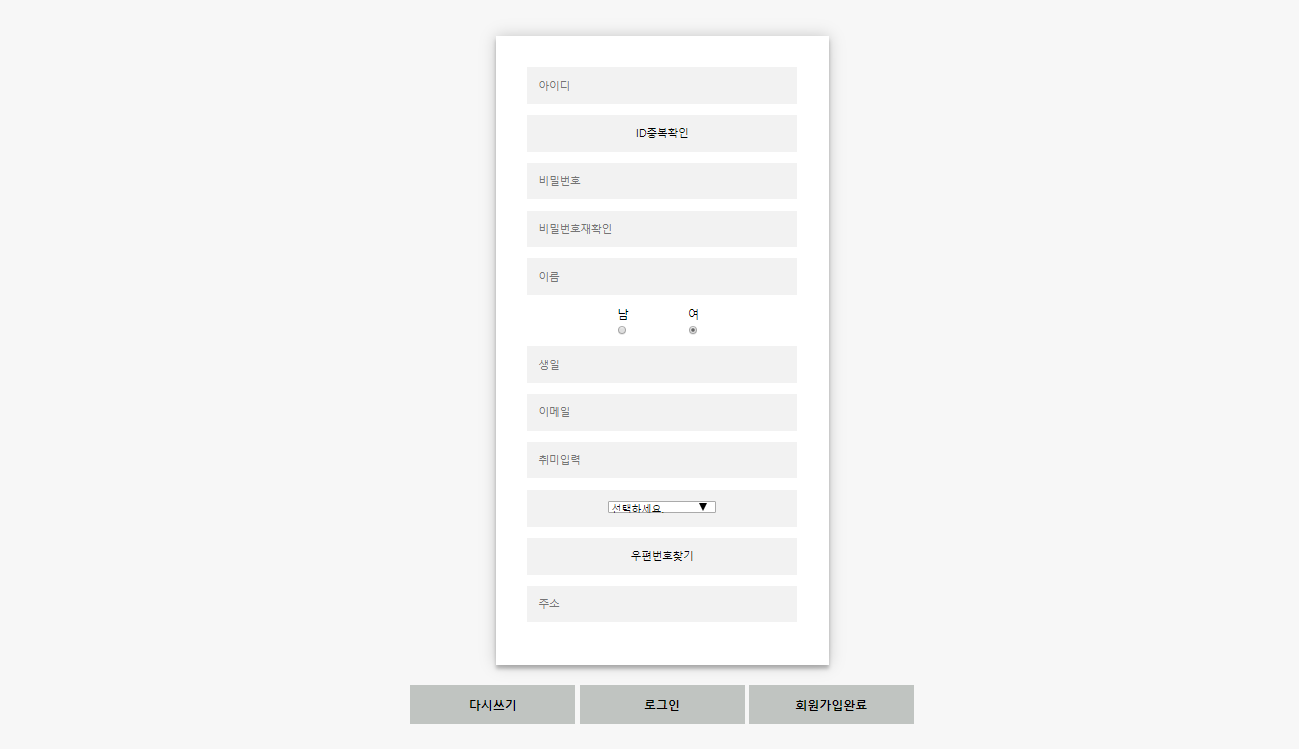 아이디
ID중복확인
비밀번호
비밀번호재확인
이름
남 여
생일
이메일
취미입력
선택하세요.
우편번호찾기
주소
다시쓰기 로그인 회원가입완료